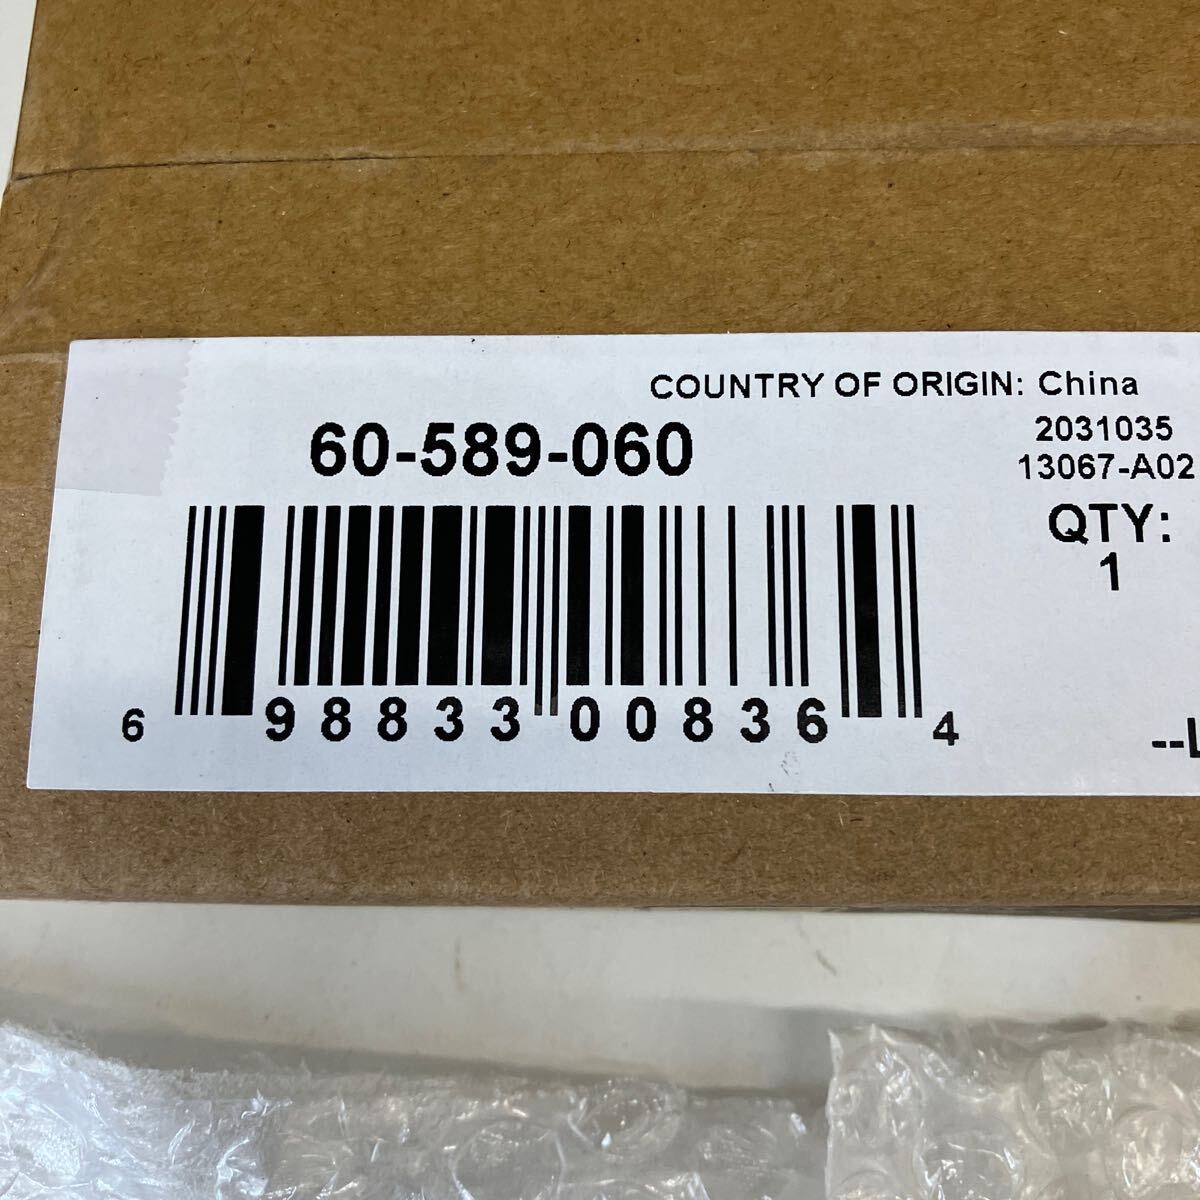 COUNTRY OF ORIGIN: China
60-589-060
2031035
13067-A02
QTY:
1
6 98833 00836 4
--L